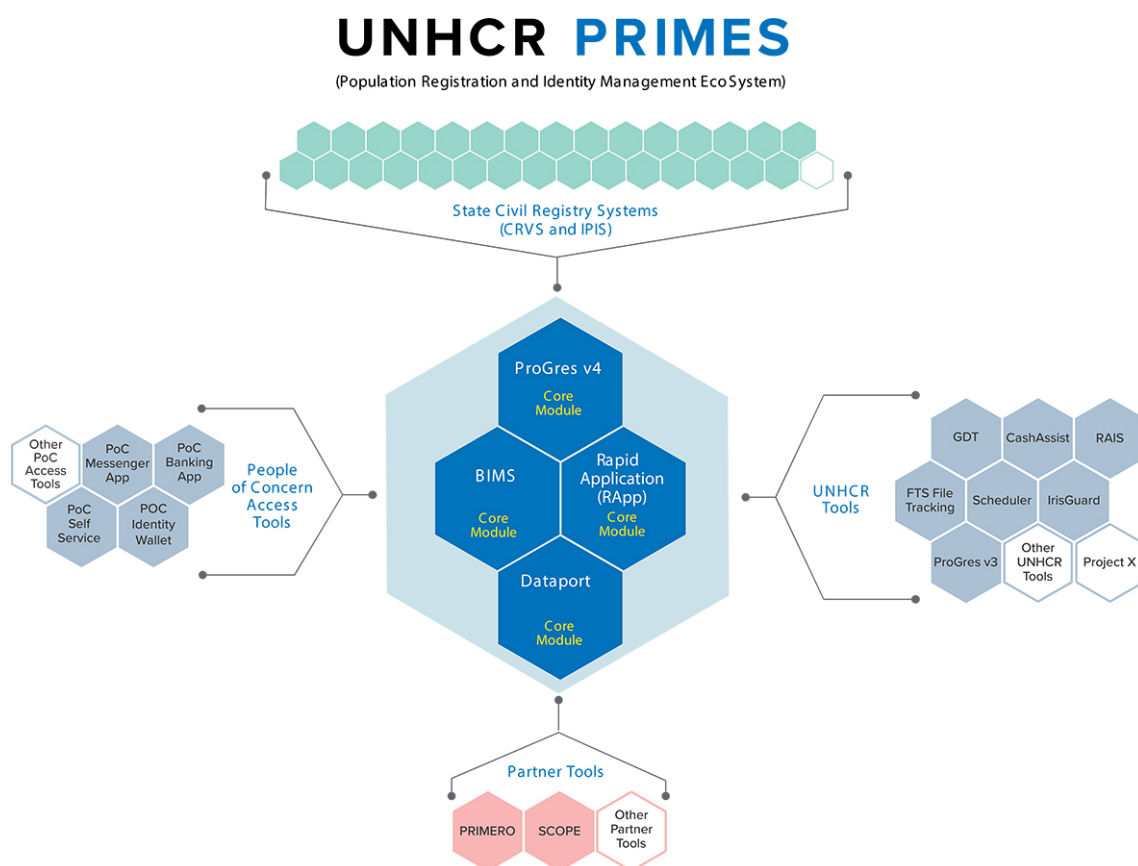 UNHCR PRIMES
(Population Registration and Identity Management EcoSystem)
State Civil Registry Systems
(CRVS and IPIS)
ProGres v4
Core
Module
BIMS
Core
Module
Rapid
Application
(RApp)
Core
Module
Dataport
Core
Module
Other
PoC
Access
Tools
PoC
Messenger
App
PoC
Banking
App
PoC
Self
Service
POC
Identity
Wallet
People
of Concern
Access
Tools
UNHCR
Tools
GDT
CashAssist
RAIS
FTS File
Tracking
Scheduler
IrisGuard
ProGres v3
Other
UNHCR
Tools
Project X
Partner Tools
PRIMERO
SCOPE
Other
Partner
Tools